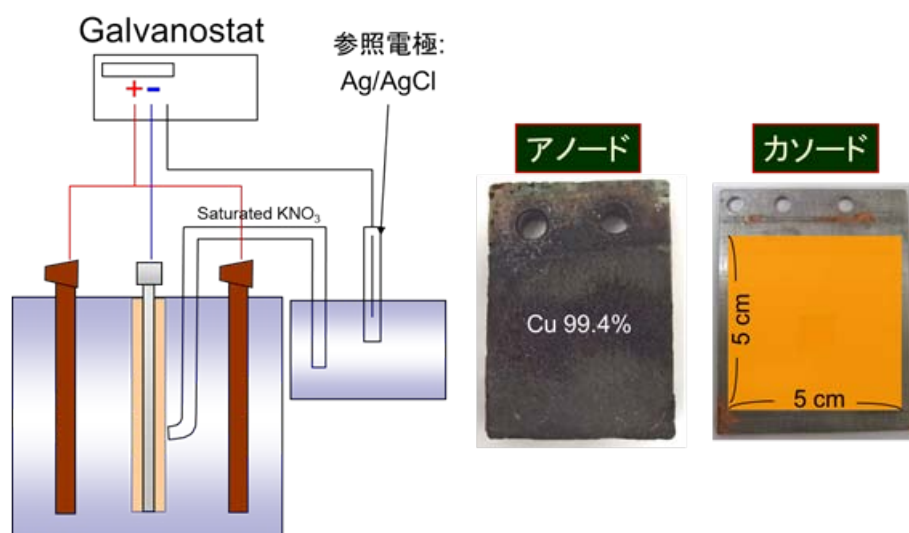 Galvanostat
+ -
参照電極:
Ag/AgCl
Saturated KNO₃
アノード
カソード
Cu 99.4%
5 cm
5 cm